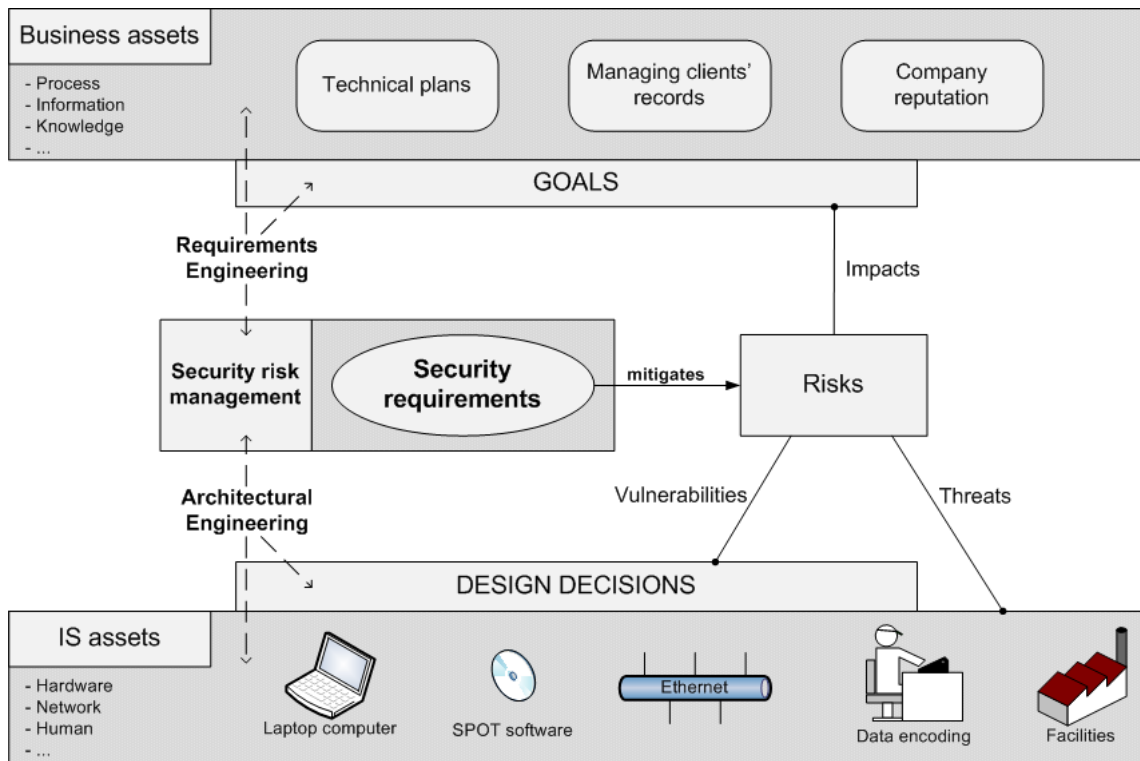 Business assets
- Process
- Information
- Knowledge
- ...
Technical plans
Managing clients'
records
Company
reputation
GOALS
Requirements
Engineering
Impacts
Security risk
management
Security
requirements
mitigates
Risks
Architectural
Engineering
Vulnerabilities
Threats
DESIGN DECISIONS
IS assets
- Hardware
- Network
- Human
- ...
Laptop computer
SPOT software
Ethernet
Data encoding
Facilities